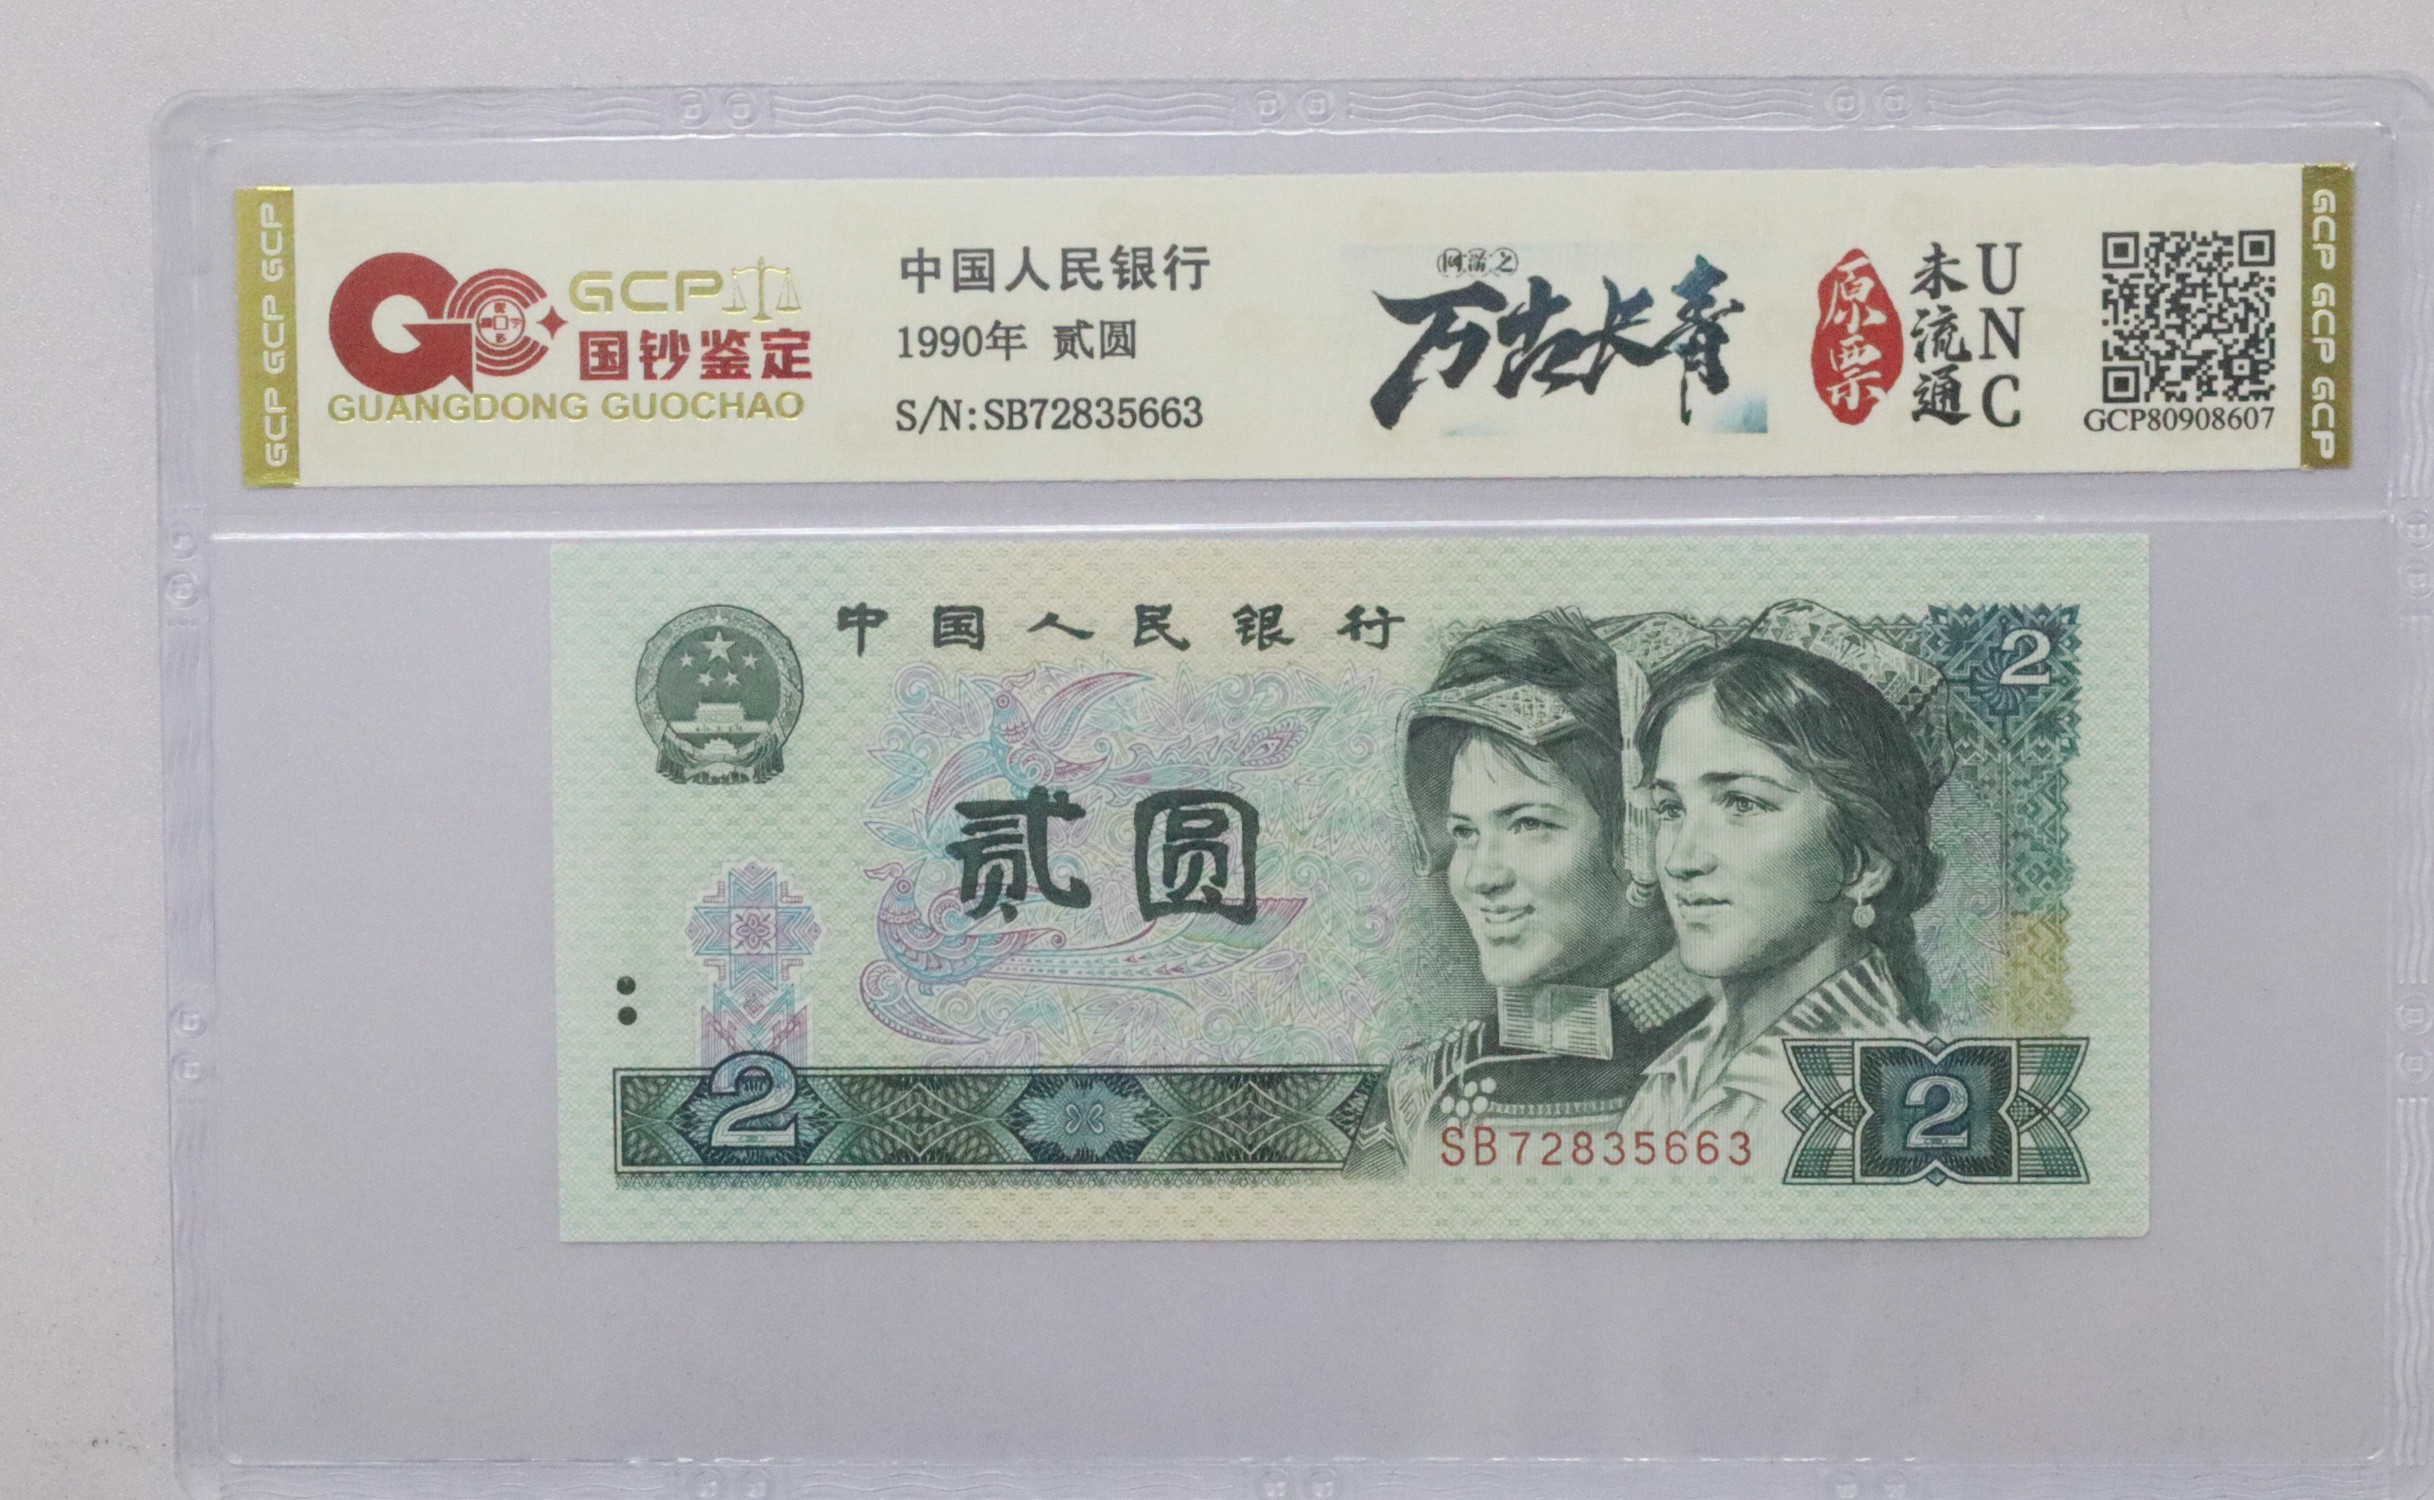 GCP GCP GCP
GCP
国钞鉴定
GUANGDONG GUOCHAO
中国人民银行
1990年 贰圆
S/N:SB72835663
万古长青
原票
未流通
UNC
GCP80908607
GCP GCP GCP
中国人民银行
2
贰圆
2
SB72835663
2